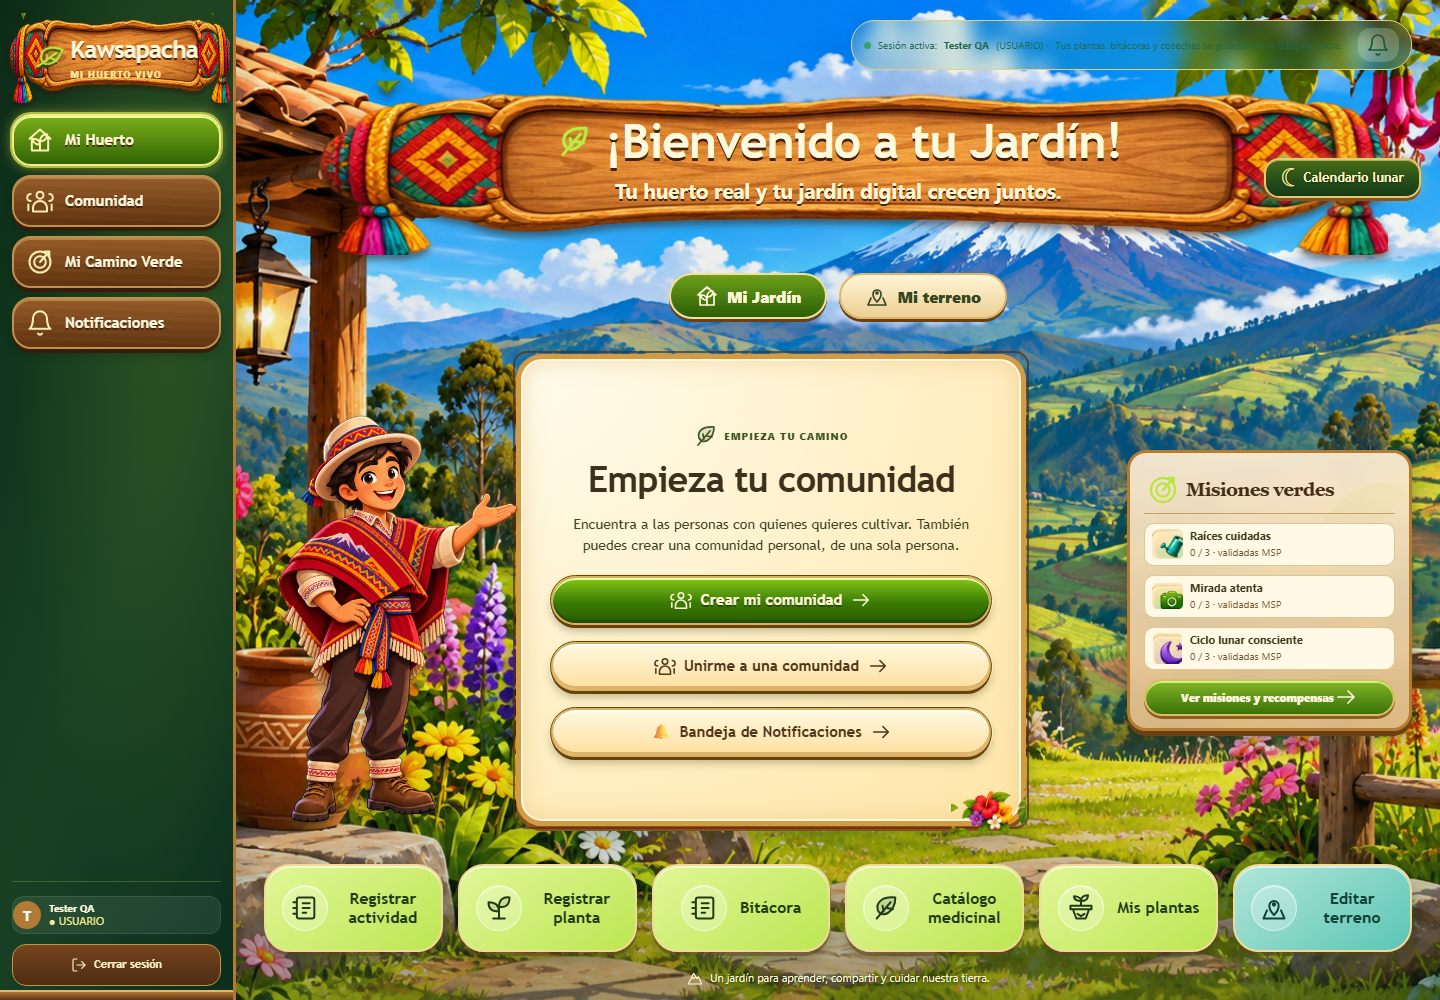 Kawsapacha
MI HUERTO VIVO
Mi Huerto
Comunidad
Mi Camino Verde
Notificaciones
T
Tester QA
● USUARIO
Cerrar sesión
Sesión activa: Tester QA (USUARIO) · Tus plantas, bitácoras y cosechas se
¡Bienvenido a tu Jardín!
Tu huerto real y tu jardín digital crecen juntos.
Calendario lunar
Mi Jardín
Mi terreno
EMPIEZA TU CAMINO
Empieza tu comunidad
Encuentra a las personas con quienes quieres cultivar. También
puedes crear una comunidad personal, de una sola persona.
Crear mi comunidad →
Unirme a una comunidad →
Bandeja de Notificaciones →
Misiones verdes
Raíces cuidadas
0 / 3 · validadas MSP
Mirada atenta
0 / 3 · validadas MSP
Ciclo lunar consciente
0 / 3 · validadas MSP
Ver misiones y recompensas →
Registrar
actividad
Registrar
planta
Bitácora
Catálogo
medicinal
Mis plantas
Editar
terreno
Un jardín para aprender, compartir y cuidar nuestra tierra.